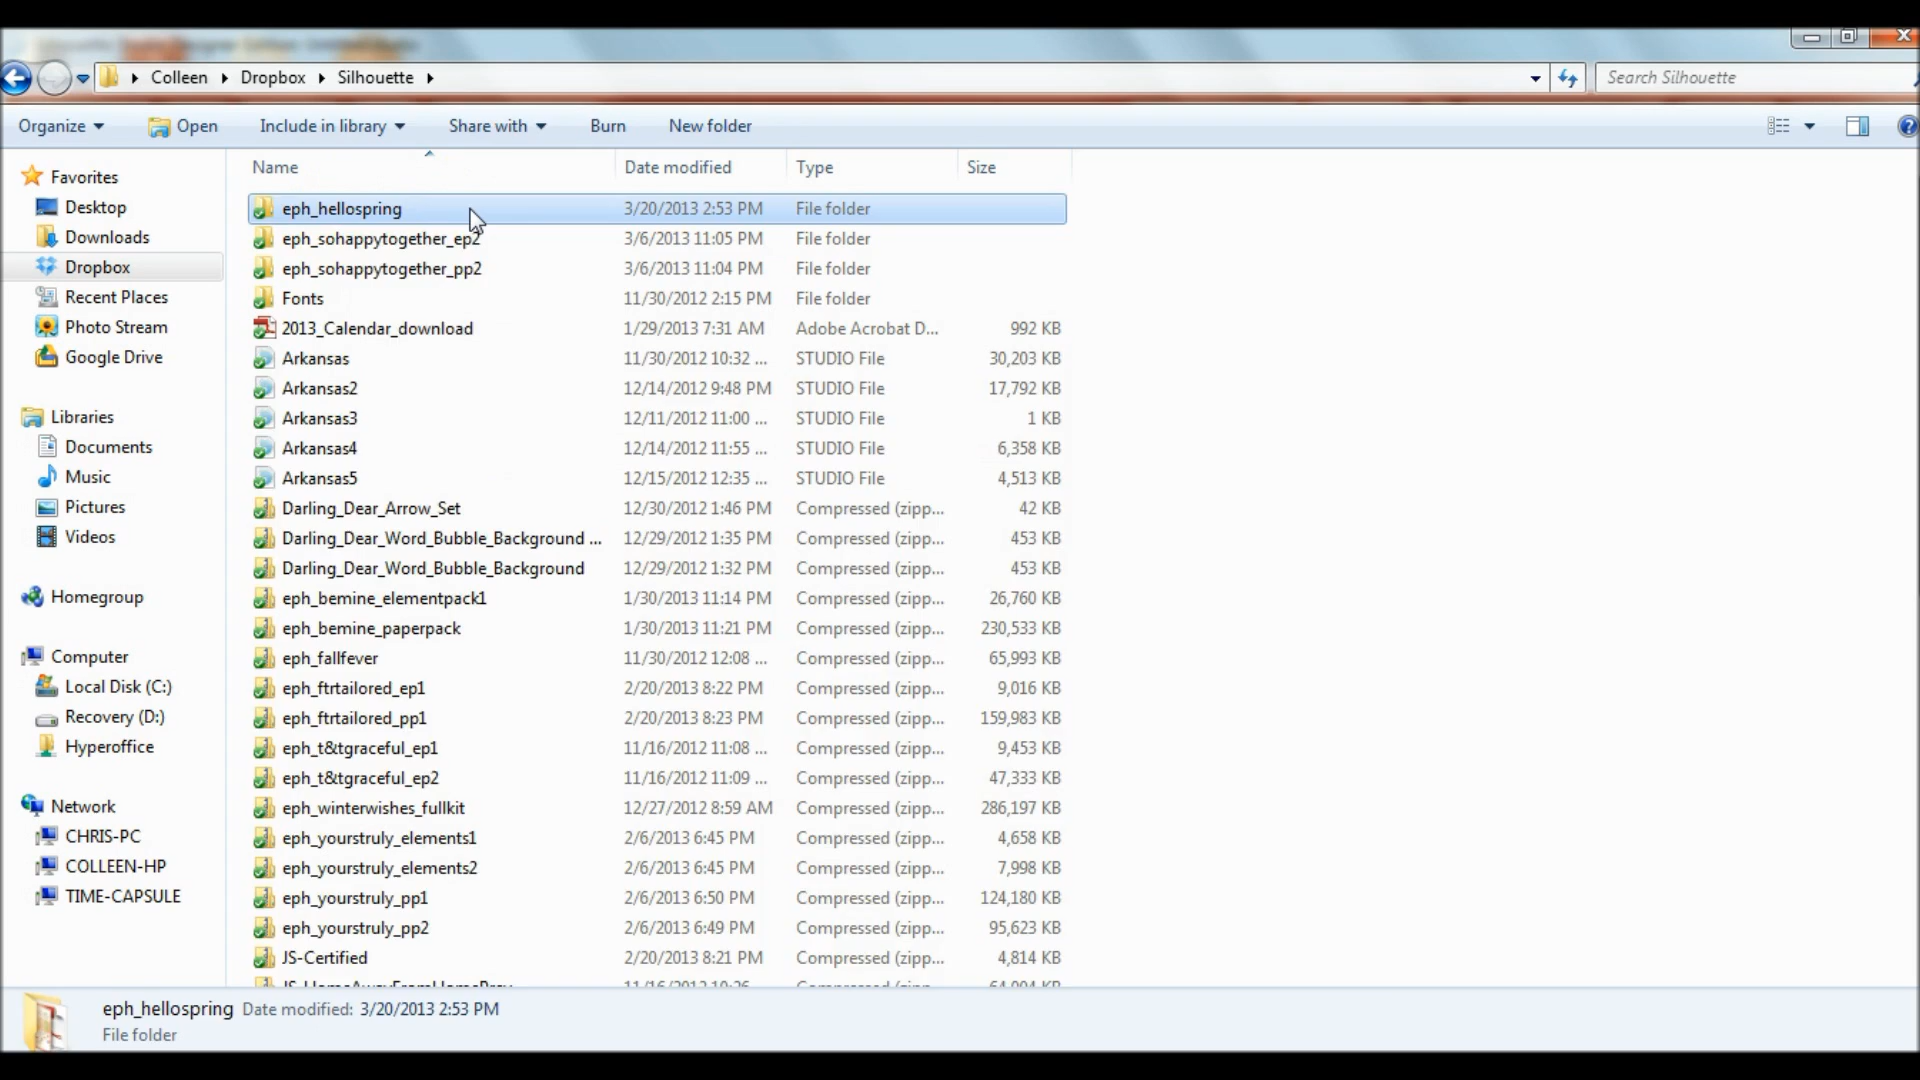 Colleen Dropbox Silhouette Search Silhouette
Organize Open Include in library Share with Burn New folder
Name Date modified Type Size
Favorites
Desktop
Downloads
Dropbox
Recent Places
Photo Stream
Google Drive
Libraries
Documents
Music
Pictures
Videos
Homegroup
Computer
Local Disk (C:)
Recovery (D:)
Hyperoffice
Network
CHRIS-PC
COLLEEN-HP
TIME-CAPSULE
eph_hellospring 3/20/2013 2:53 PM File folder
eph_sohappytogether_ep2 3/6/2013 11:05 PM File folder
eph_sohappytogether_pp2 3/6/2013 11:04 PM File folder
Fonts 11/30/2012 2:15 PM File folder
2013_Calendar_download 1/29/2013 7:31 AM Adobe Acrobat D... 992 KB
Arkansas 11/30/2012 10:32 ... STUDIO File 30,203 KB
Arkansas2 12/14/2012 9:48 PM STUDIO File 17,792 KB
Arkansas3 12/11/2012 11:00 ... STUDIO File 1 KB
Arkansas4 12/14/2012 11:55 ... STUDIO File 6,358 KB
Arkansas5 12/15/2012 12:35 ... STUDIO File 4,513 KB
Darling_Dear_Arrow_Set 12/30/2012 1:46 PM Compressed (zipp... 42 KB
Darling_Dear_Word_Bubble_Background ... 12/29/2012 1:35 PM Compressed (zipp... 453 KB
Darling_Dear_Word_Bubble_Background 12/29/2012 1:32 PM Compressed (zipp... 453 KB
eph_bemine_elementpack1 1/30/2013 11:14 PM Compressed (zipp... 26,760 KB
eph_bemine_paperpack 1/30/2013 11:21 PM Compressed (zipp... 230,533 KB
eph_fallfever 11/30/2012 12:08 ... Compressed (zipp... 65,993 KB
eph_ftrtailored_ep1 2/20/2013 8:22 PM Compressed (zipp... 9,016 KB
eph_ftrtailored_pp1 2/20/2013 8:23 PM Compressed (zipp... 159,983 KB
eph_t&tgraceful_ep1 11/16/2012 11:08 ... Compressed (zipp... 9,453 KB
eph_t&tgraceful_ep2 11/16/2012 11:09 ... Compressed (zipp... 47,333 KB
eph_winterwishes_fullkit 12/27/2012 8:59 AM Compressed (zipp... 286,197 KB
eph_yourstruly_elements1 2/6/2013 6:45 PM Compressed (zipp... 4,658 KB
eph_yourstruly_elements2 2/6/2013 6:45 PM Compressed (zipp... 7,998 KB
eph_yourstruly_pp1 2/6/2013 6:50 PM Compressed (zipp... 124,180 KB
eph_yourstruly_pp2 2/6/2013 6:49 PM Compressed (zipp... 95,623 KB
JS-Certified 2/20/2013 8:21 PM Compressed (zipp... 4,814 KB
eph_hellospring Date modified: 3/20/2013 2:53 PM
File folder